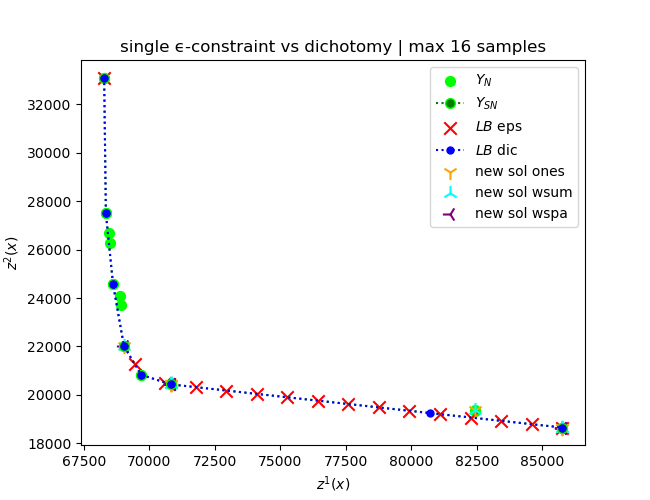 single ϵ-constraint vs dichotomy | max 16 samples
32000
30000
28000
26000
24000
22000
20000
18000
z²(x)
Y_N
Y_SN
LB eps
LB dic
new sol ones
new sol wsum
new sol wspa
67500 70000 72500 75000 77500 80000 82500 85000
z¹(x)